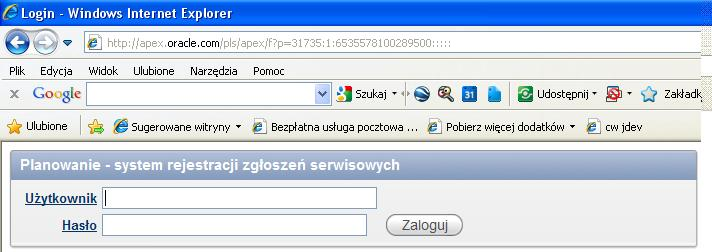 Login - Windows Internet Explorer
http://apex.oracle.com/pls/apex/f?p=31735:1:6535578100289500:::::
Plik Edycja Widok Ulubione Narzędzia Pomoc
x Google Szukaj 31 Udostępnij Zakładk
Ulubione Sugerowane witryny Bezpłatna usługa pocztowa ... Pobierz więcej dodatków cw jdev
Planowanie - system rejestracji zgłoszeń serwisowych
Użytkownik
Hasło Zaloguj